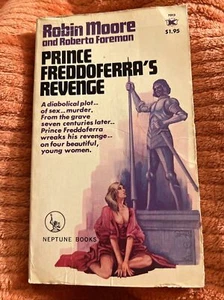 Robin Moore
and Roberto Foreman
$1.95
PRINCE
FREDDOFERRA'S
REVENGE
A diabolical plot..
of sex...murder.
From the grave
seven centuries later..
Prince Freddoferra
wreaks his revenge..
on four beautiful,
young women.
NEPTUNE BOOKS